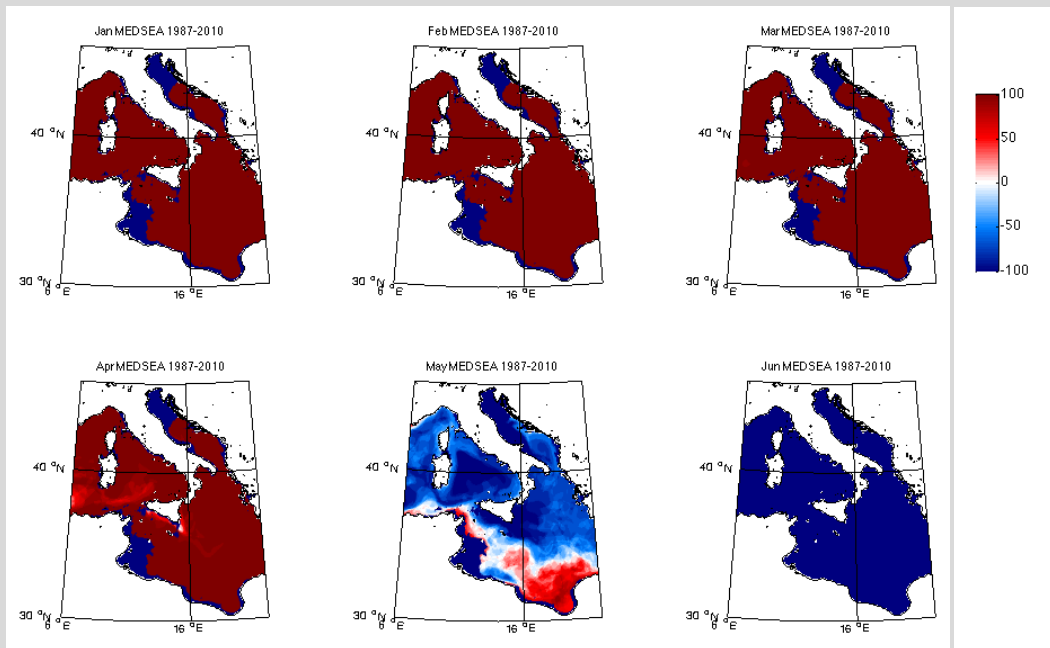 Jan MEDSEA 1987-2010
Feb MEDSEA 1987-2010
Mar MEDSEA 1987-2010
40 °N
40 °N
40 °N
30 °N
30 °N
30 °N
6 °E
16 °E
6 °E
16 °E
6 °E
16 °E
100
50
0
-50
-100
Apr MEDSEA 1987-2010
May MEDSEA 1987-2010
Jun MEDSEA 1987-2010
40 °N
40 °N
40 °N
30 °N
30 °N
30 °N
6 °E
16 °E
6 °E
16 °E
6 °E
16 °E